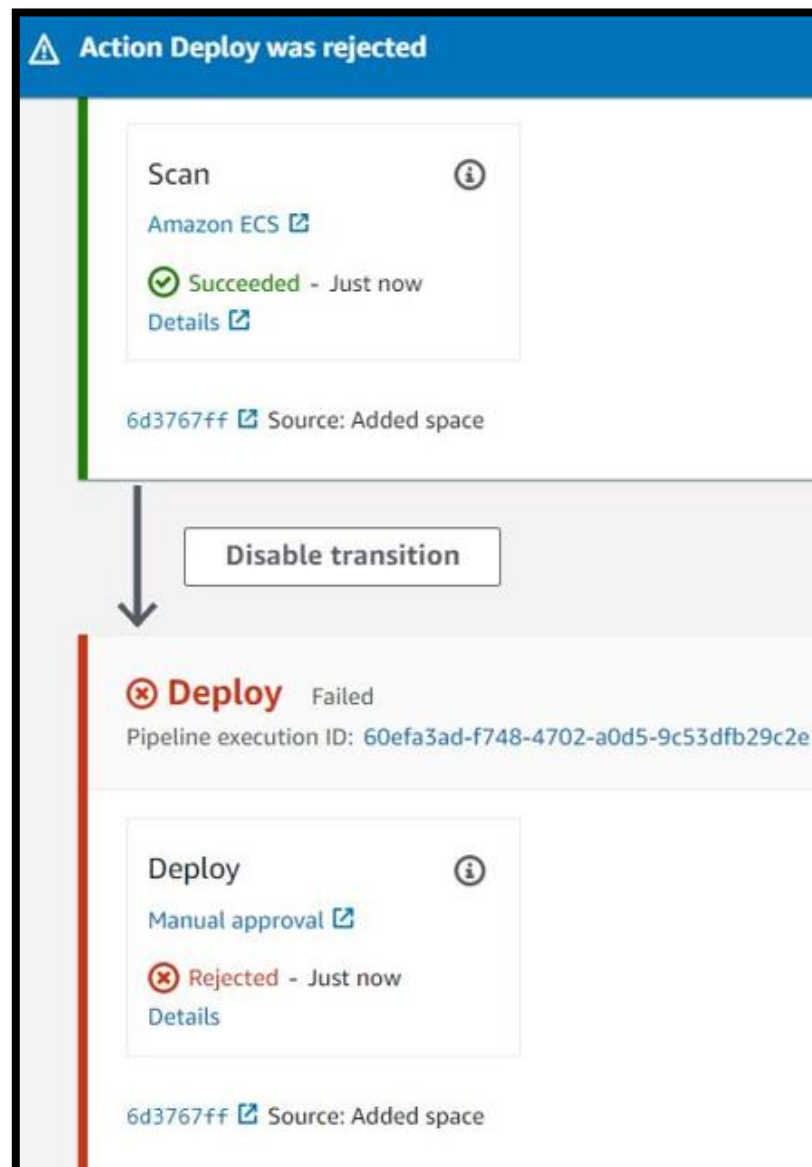 Action Deploy was rejected
Scan
Amazon ECS
Succeeded - Just now
Details
6d3767ff Source: Added space
Disable transition
Deploy Failed
Pipeline execution ID: 60efa3ad-f748-4702-a0d5-9c53dfb29c2e
Deploy
Manual approval
Rejected - Just now
Details
6d3767ff Source: Added space